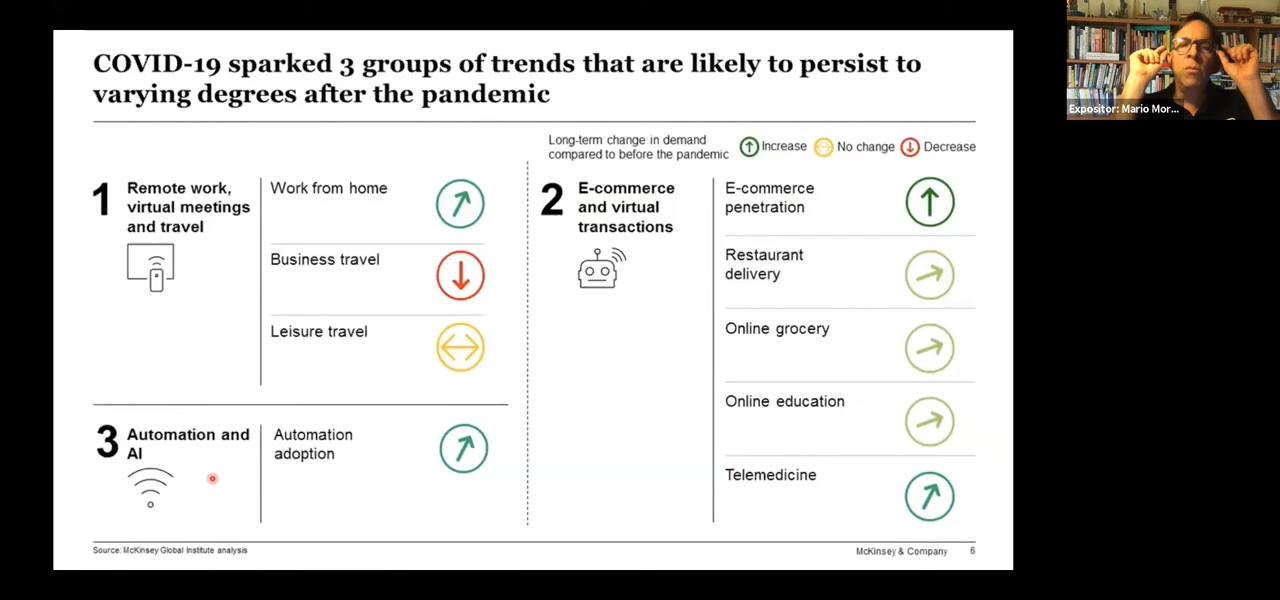 COVID-19 sparked 3 groups of trends that are likely to persist to
varying degrees after the pandemic
Long-term change in demand
compared to before the pandemic
Increase
No change
Decrease
1
Remote work,
virtual meetings
and travel
Work from home
Business travel
Leisure travel
2
E-commerce
and virtual
transactions
E-commerce
penetration
Restaurant
delivery
Online grocery
Online education
Telemedicine
3
Automation and
AI
Automation
adoption
Source: McKinsey Global Institute analysis
McKinsey & Company
6
Expositor: Mario Mor...